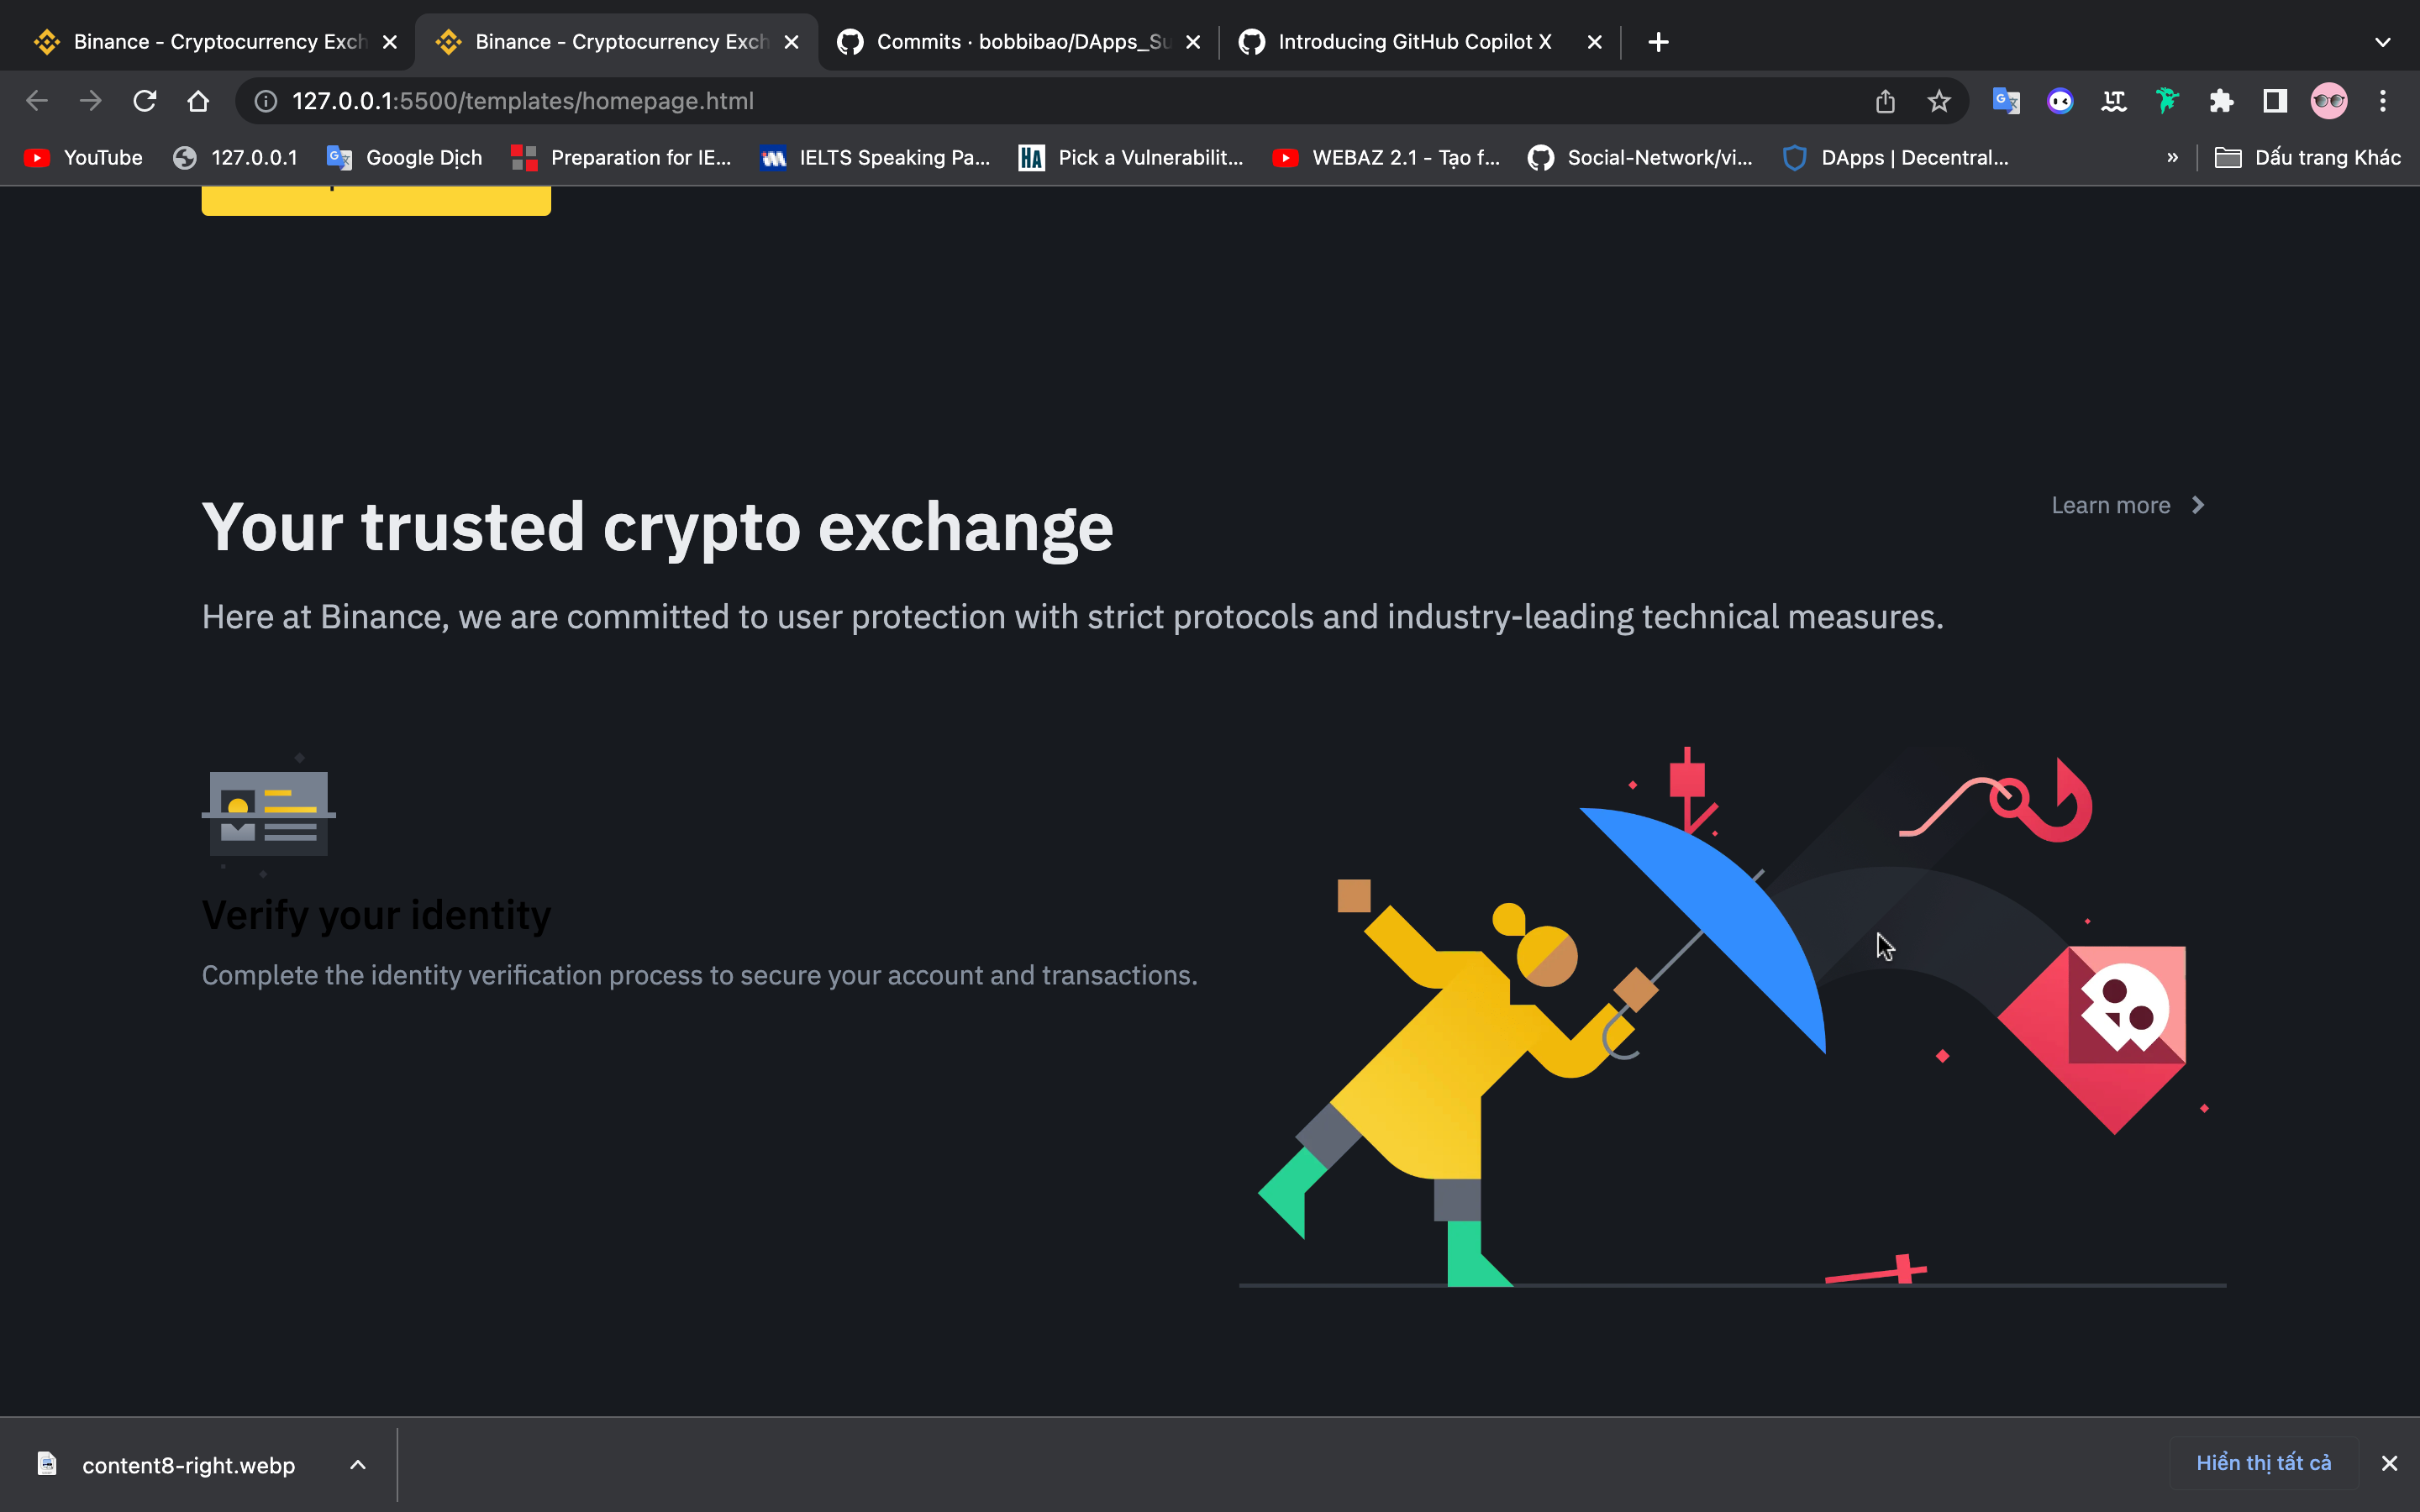 Binance - Cryptocurrency Exch
Binance - Cryptocurrency Exch
Commits · bobbibao/DApps_Su
Introducing GitHub Copilot X
127.0.0.1:5500/templates/homepage.html
YouTube
127.0.0.1
Google Dịch
Preparation for IE...
IELTS Speaking Pa...
HA
Pick a Vulnerabilit...
WEBAZ 2.1 - Tạo f...
Social-Network/vi...
DApps | Decentral...
»
Dấu trang Khác
Your trusted crypto exchange
Learn more
Here at Binance, we are committed to user protection with strict protocols and industry-leading technical measures.
Verify your identity
Complete the identity verification process to secure your account and transactions.
content8-right.webp
Hiển thị tất cả